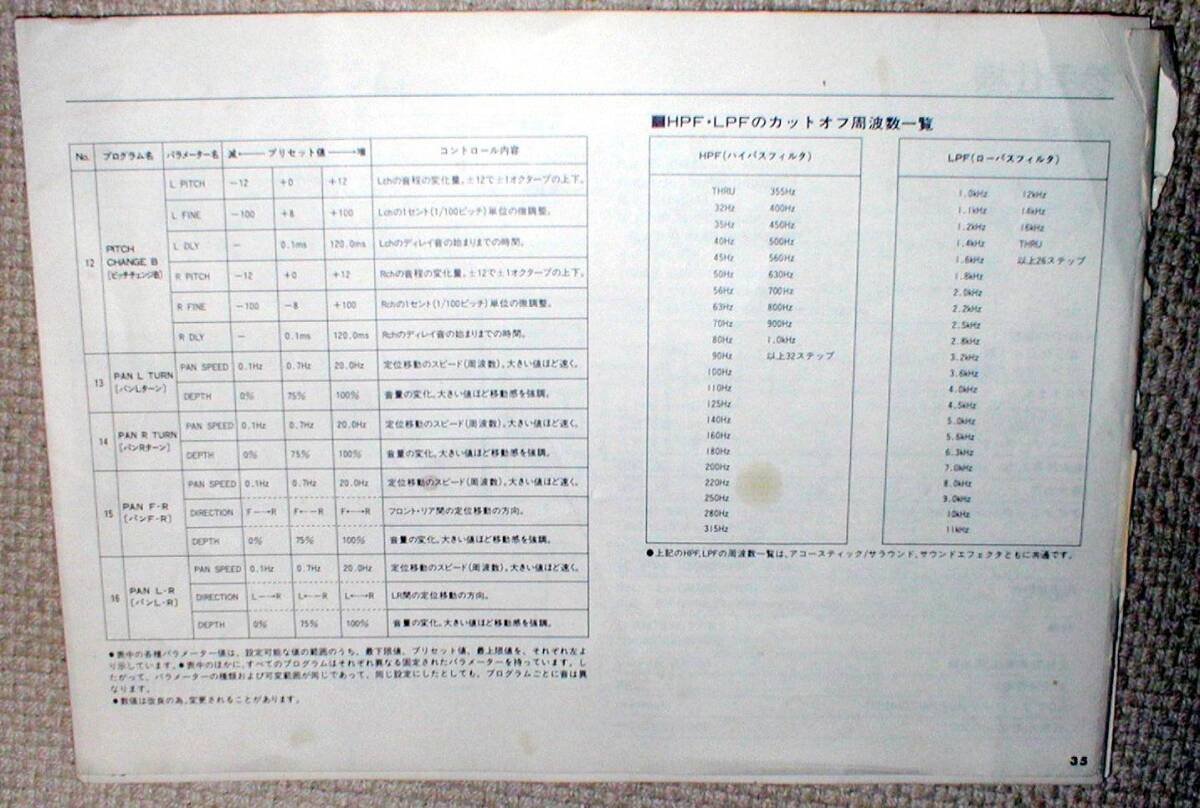 No. プログラム名 パラメーター名 減← プリセット値 →増 コントロール内容
12 PITCH CHANGE B [ピッチチェンジB]
L PITCH −12 +0 +12 Lchの音程の変化量。±12で±1オクターブの上下。
L FINE −100 +8 +100 Lchの1セント(1/100ピッチ)単位の微調整。
L DLY − 0.1ms 120.0ms Lchのディレイ音の始まりまでの時間。
R PITCH −12 +0 +12 Rchの音程の変化量。±12で±1オクターブの上下。
R FINE −100 −8 +100 Rchの1セント(1/100ピッチ)単位の微調整。
R DLY − 0.1ms 120.0ms Rchのディレイ音の始まりまでの時間。
13 PAN L TURN [パンLターン]
PAN SPEED 0.1Hz 0.7Hz 20.0Hz 定位移動のスピード(周波数)。大きい値ほど速く。
DEPTH 0% 75% 100% 音量の変化。大きい値ほど移動感を強調。
14 PAN R TURN [パンRターン]
PAN SPEED 0.1Hz 0.7Hz 20.0Hz 定位移動のスピード(周波数)。大きい値ほど速く。
DEPTH 0% 75% 100% 音量の変化。大きい値ほど移動感を強調。
15 PAN F-R [パンF-R]
PAN SPEED 0.1Hz 0.7Hz 20.0Hz 定位移動のスピード(周波数)。大きい値ほど速く。
DIRECTION F→R F←R F↔R フロント・リア間の定位移動の方向。
DEPTH 0% 75% 100% 音量の変化。大きい値ほど移動感を強調。
16 PAN L-R [パンL-R]
PAN SPEED 0.1Hz 0.7Hz 20.0Hz 定位移動のスピード(周波数)。大きい値ほど速く。
DIRECTION L→R L←R L↔R LR間の定位移動の方向。
DEPTH 0% 75% 100% 音量の変化。大きい値ほど移動感を強調。
●表中の各種パラメーター値は、設定可能な値の範囲のうち、最下限値、プリセット値、最上限値を、それぞれ左よ
り示しています。●表中のほかに、すべてのプログラムはそれぞれ異なる固定されたパラメーターを持っています。し
たがって、パラメーターの種類および可変範囲が同じであって、同じ設定にしたとしても、プログラムごとに音は異
なります。
●数値は改良の為、変更されることがあります。
■HPF・LPFのカットオフ周波数一覧
HPF(ハイパスフィルタ)
THRU 355Hz
32Hz 400Hz
35Hz 450Hz
40Hz 500Hz
45Hz 560Hz
50Hz 630Hz
56Hz 700Hz
63Hz 800Hz
70Hz 900Hz
80Hz 1.0kHz
90Hz 以上32ステップ
100Hz
110Hz
125Hz
140Hz
160Hz
180Hz
200Hz
220Hz
250Hz
280Hz
315Hz
LPF(ローパスフィルタ)
1.0kHz 12kHz
1.1kHz 14kHz
1.2kHz 16kHz
1.4kHz THRU
1.6kHz 以上26ステップ
1.8kHz
2.0kHz
2.2kHz
2.5kHz
2.8kHz
3.2kHz
3.6kHz
4.0kHz
4.5kHz
5.0kHz
5.6kHz
6.3kHz
7.0kHz
8.0kHz
9.0kHz
10kHz
11kHz
●上記のHPF、LPFの周波数一覧は、アコースティック/サラウンド、サウンドエフェクタともに共通です。
35